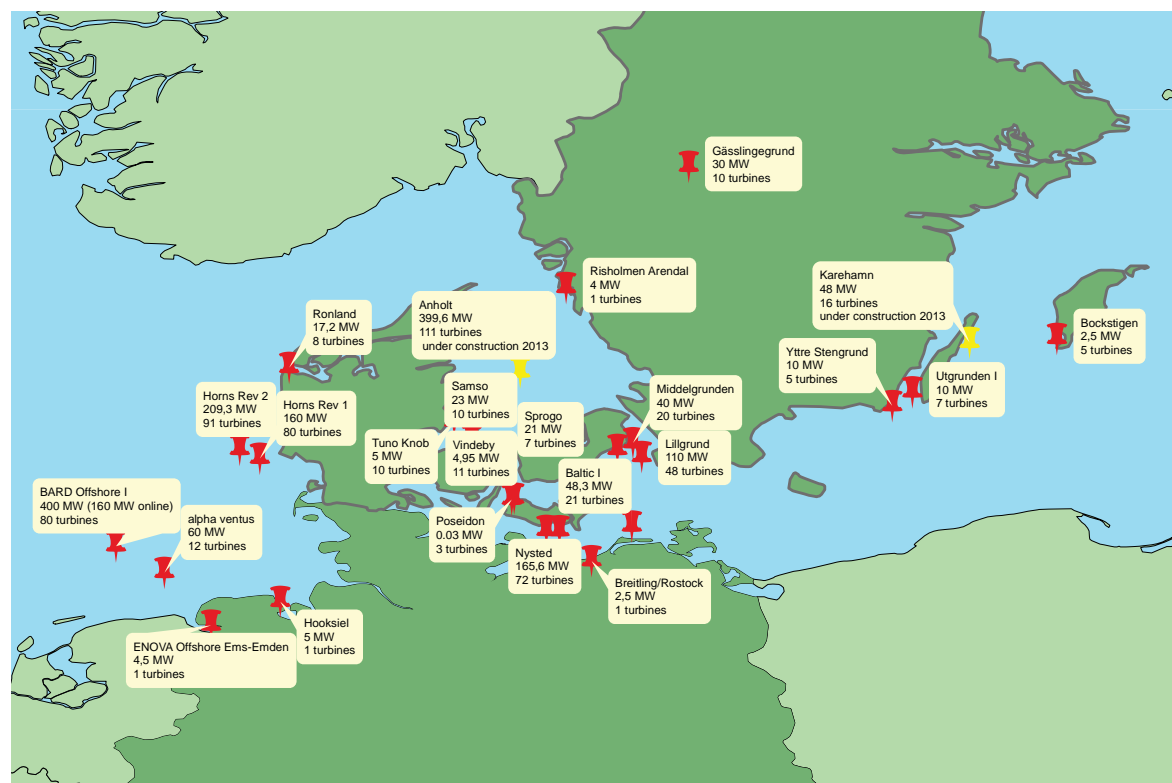 Gässlingegrund
30 MW
10 turbines
Risholmen Arendal
4 MW
1 turbines
Karehamn
48 MW
16 turbines
under construction 2013
Anholt
399,6 MW
111 turbines
under construction 2013
Ronland
17,2 MW
8 turbines
Bockstigen
2,5 MW
5 turbines
Yttre Stengrund
10 MW
5 turbines
Utgrunden I
10 MW
7 turbines
Horns Rev 2
209,3 MW
91 turbines
Horns Rev 1
160 MW
80 turbines
Samso
23 MW
10 turbines
Middelgrunden
40 MW
20 turbines
Sprogo
21 MW
7 turbines
Tuno Knob
5 MW
10 turbines
Vindeby
4,95 MW
11 turbines
Lillgrund
110 MW
48 turbines
Baltic I
48,3 MW
21 turbines
BARD Offshore I
400 MW (160 MW online)
80 turbines
alpha ventus
60 MW
12 turbines
Poseidon
0.03 MW
3 turbines
Nysted
165,6 MW
72 turbines
Breitling/Rostock
2,5 MW
1 turbines
Hooksiel
5 MW
1 turbines
ENOVA Offshore Ems-Emden
4,5 MW
1 turbines